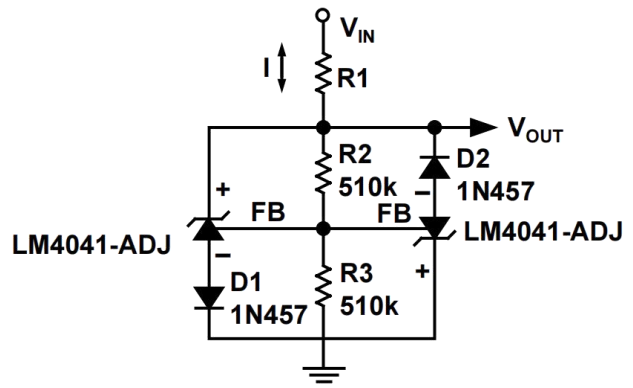 V_IN
I
R1
V_OUT
R2
510k
D2
1N457
+
−
FB
FB
LM4041-ADJ
LM4041-ADJ
−
+
D1
1N457
R3
510k